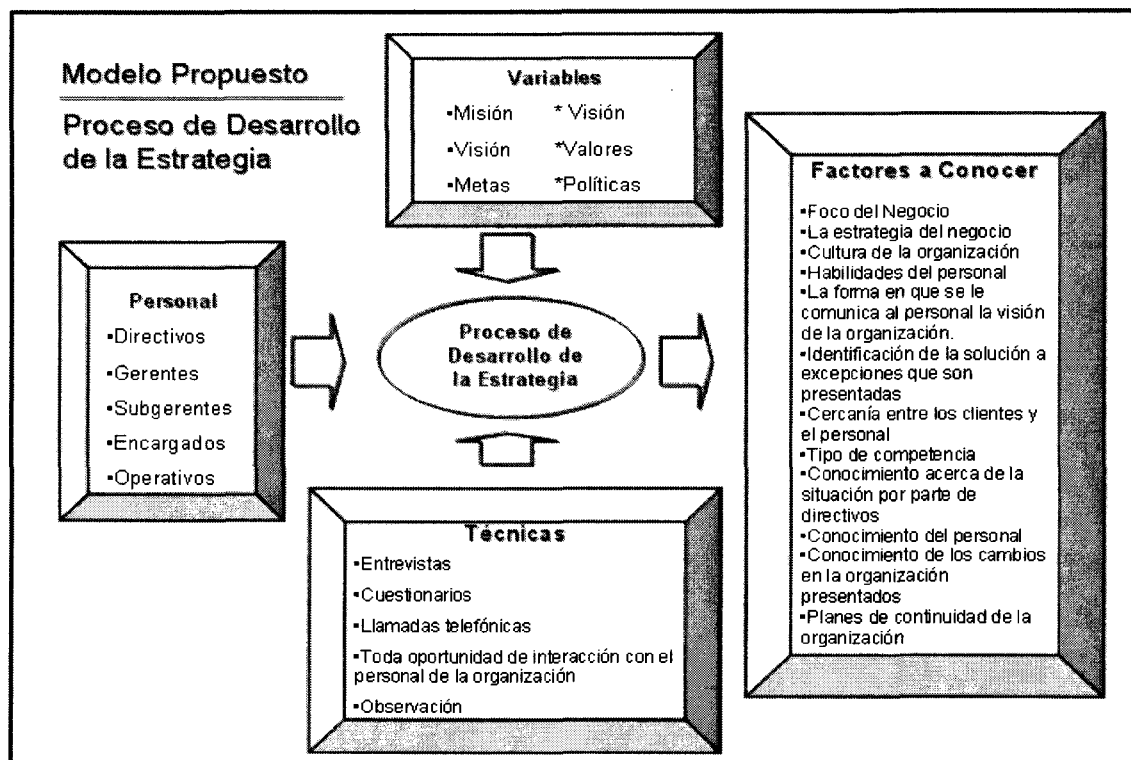 Modelo Propuesto
Proceso de Desarrollo
de la Estrategia
Variables
▪Misión * Visión
▪Visión *Valores
▪Metas *Políticas
Personal
▪Directivos
▪Gerentes
▪Subgerentes
▪Encargados
▪Operativos
Proceso de
Desarrollo de
la Estrategia
Técnicas
▪Entrevistas
▪Cuestionarios
▪Llamadas telefónicas
▪Toda oportunidad de interacción con el
personal de la organización
▪Observación
Factores a Conocer
▪Foco del Negocio
▪La estrategia del negocio
▪Cultura de la organización
▪Habilidades del personal
▪La forma en que se le
comunica al personal la visión
de la organización.
▪Identificación de la solución a
excepciones que son
presentadas
▪Cercanía entre los clientes y
el personal
▪Tipo de competencia
▪Conocimiento acerca de la
situación por parte de
directivos
▪Conocimiento del personal
▪Conocimiento de los cambios
en la organización
presentados
▪Planes de continuidad de la
organización